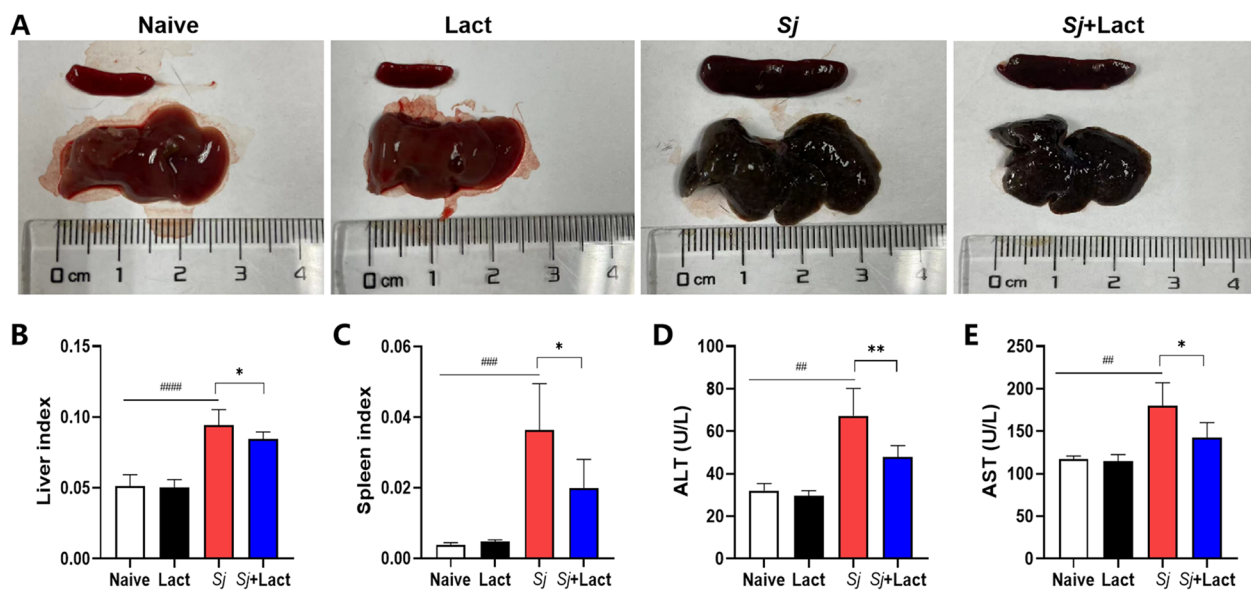 A
Naive
Lact
Sj
Sj+Lact
0 cm 1 2 3 4
0 cm 1 2 3 4
0 cm 1 2 3 4
0 cm 1 2 3 4
B
Liver index
0.15
0.10
0.05
0.00
####
*
Naive Lact Sj Sj+Lact
C
Spleen index
0.06
0.04
0.02
0.00
###
*
Naive Lact Sj Sj+Lact
D
ALT (U/L)
100
80
60
40
20
0
##
**
Naive Lact Sj Sj+Lact
E
AST (U/L)
250
200
150
100
50
0
##
*
Naive Lact Sj Sj+Lact